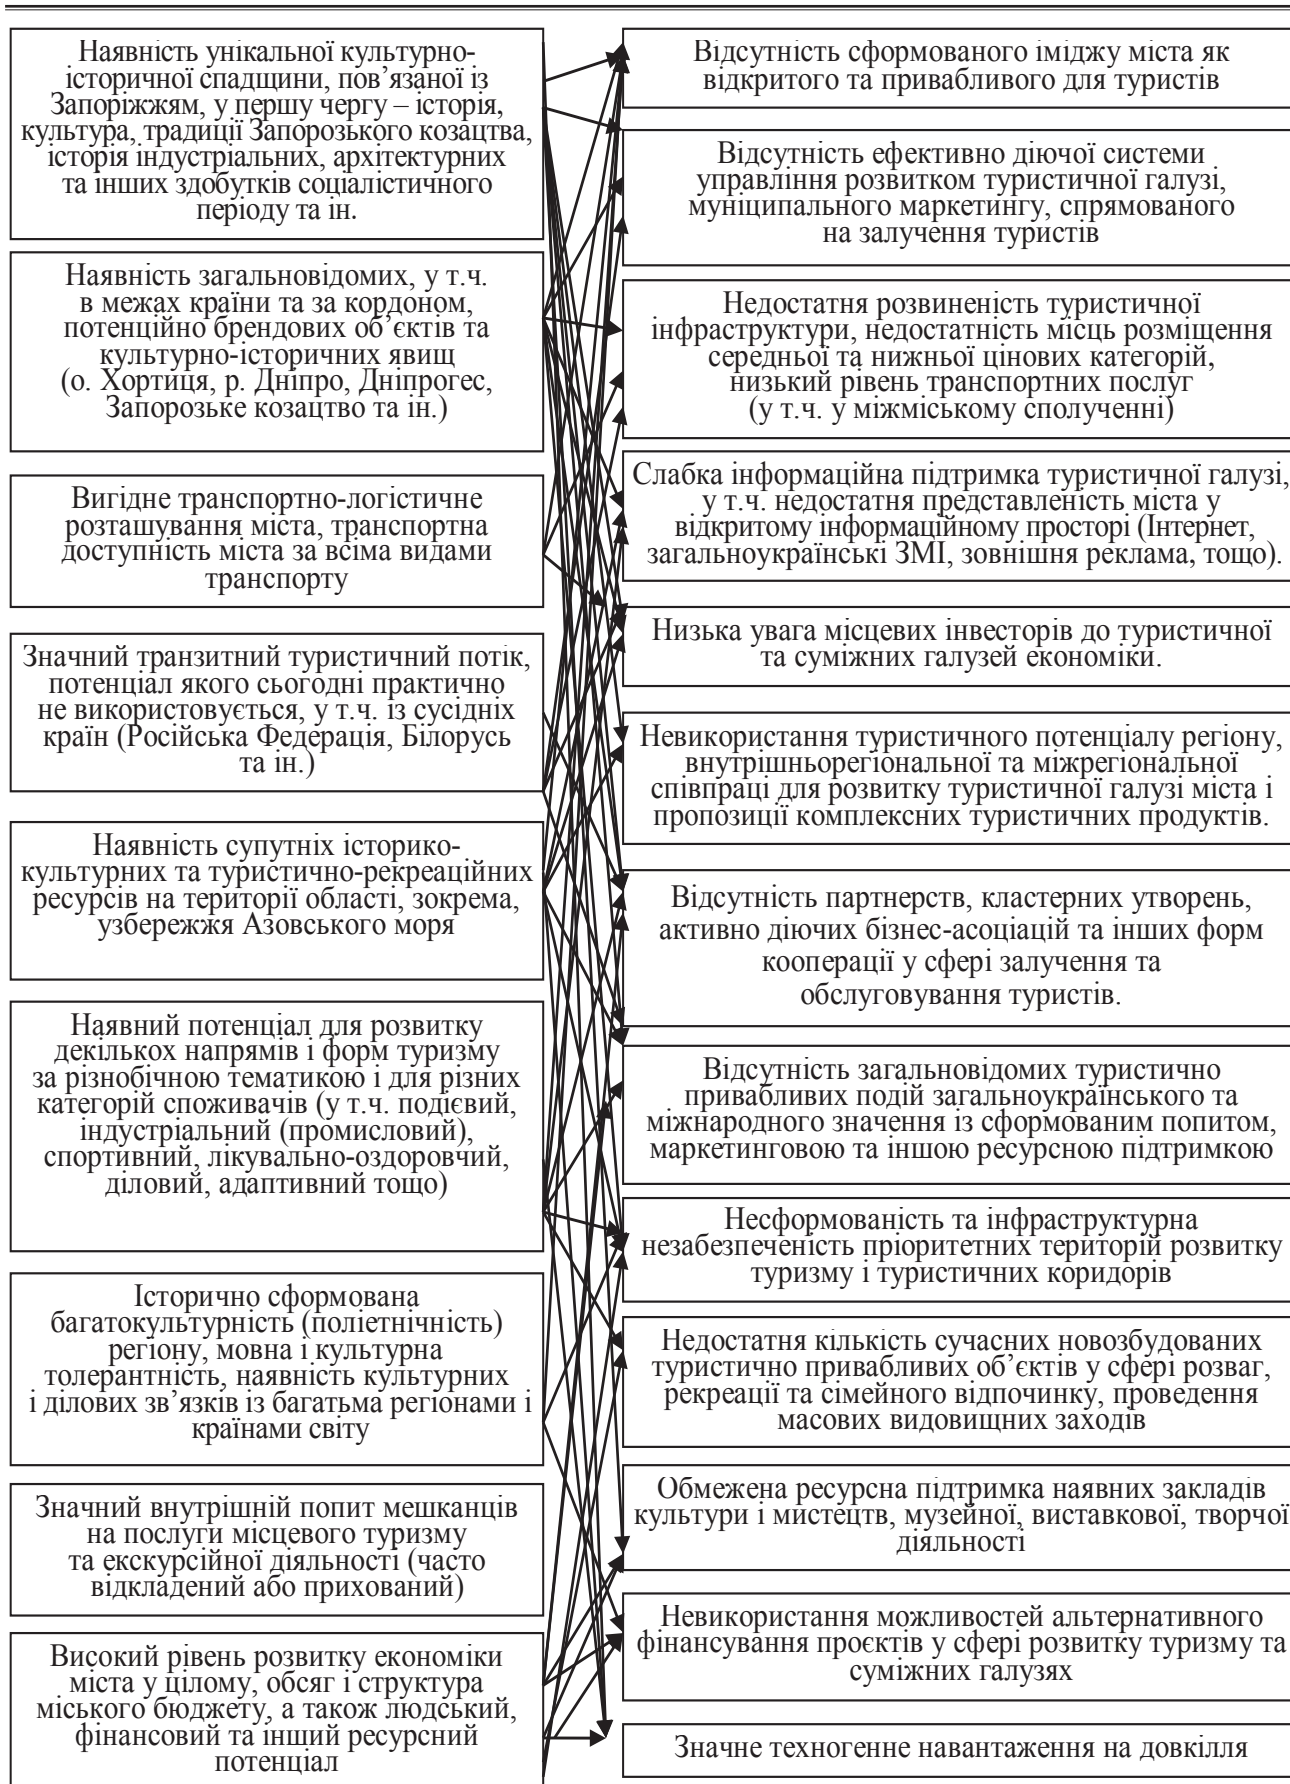 Наявність унікальної культурно-
історичної спадщини, пов’язаної із
Запоріжжям, у першу чергу – історія,
культура, традиції Запорозького козацтва,
історія індустріальних, архітектурних
та інших здобутків соціалістичного
періоду та ін.
Наявність загальновідомих, у т.ч.
в межах країни та за кордоном,
потенційно брендових об’єктів та
культурно-історичних явищ
(о. Хортиця, р. Дніпро, Дніпрогес,
Запорозьке козацтво та ін.)
Вигідне транспортно-логістичне
розташування міста, транспортна
доступність міста за всіма видами
транспорту
Значний транзитний туристичний потік,
потенціал якого сьогодні практично
не використовується, у т.ч. із сусідніх
країн (Російська Федерація, Білорусь
та ін.)
Наявність супутніх історико-
культурних та туристично-рекреаційних
ресурсів на території області, зокрема,
узбережжя Азовського моря
Наявний потенціал для розвитку
декількох напрямів і форм туризму
за різнобічною тематикою і для різних
категорій споживачів (у т.ч. подієвий,
індустріальний (промисловий),
спортивний, лікувально-оздоровчий,
діловий, адаптивний тощо)
Історично сформована
багатокультурність (поліетнічність)
регіону, мовна і культурна
толерантність, наявність культурних
і ділових зв’язків із багатьма регіонами і
країнами світу
Значний внутрішній попит мешканців
на послуги місцевого туризму
та екскурсійної діяльності (часто
відкладений або прихований)
Високий рівень розвитку економіки
міста у цілому, обсяг і структура
міського бюджету, а також людський,
фінансовий та інший ресурсний
потенціал
Відсутність сформованого іміджу міста як
відкритого та привабливого для туристів
Відсутність ефективно діючої системи
управління розвитком туристичної галузі,
муніципального маркетингу, спрямованого
на залучення туристів
Недостатня розвиненість туристичної
інфраструктури, недостатність місць розміщення
середньої та нижньої цінових категорій,
низький рівень транспортних послуг
(у т.ч. у міжміському сполученні)
Слабка інформаційна підтримка туристичної галузі,
у т.ч. недостатня представленість міста у
відкритому інформаційному просторі (Інтернет,
загальноукраїнські ЗМІ, зовнішня реклама, тощо).
Низька увага місцевих інвесторів до туристичної
та суміжних галузей економіки.
Невикористання туристичного потенціалу регіону,
внутрішньорегіональної та міжрегіональної
співпраці для розвитку туристичної галузі міста і
пропозиції комплексних туристичних продуктів.
Відсутність партнерств, кластерних утворень,
активно діючих бізнес-асоціацій та інших форм
кооперації у сфері залучення та
обслуговування туристів.
Відсутність загальновідомих туристично
привабливих подій загальноукраїнського та
міжнародного значення із сформованим попитом,
маркетинговою та іншою ресурсною підтримкою
Несформованість та інфраструктурна
незабезпеченість пріоритетних територій розвитку
туризму і туристичних коридорів
Недостатня кількість сучасних новозбудованих
туристично привабливих об’єктів у сфері розваг,
рекреації та сімейного відпочинку, проведення
масових видовищних заходів
Обмежена ресурсна підтримка наявних закладів
культури і мистецтв, музейної, виставкової, творчої
діяльності
Невикористання можливостей альтернативного
фінансування проєктів у сфері розвитку туризму та
суміжних галузях
Значне техногенне навантаження на довкілля